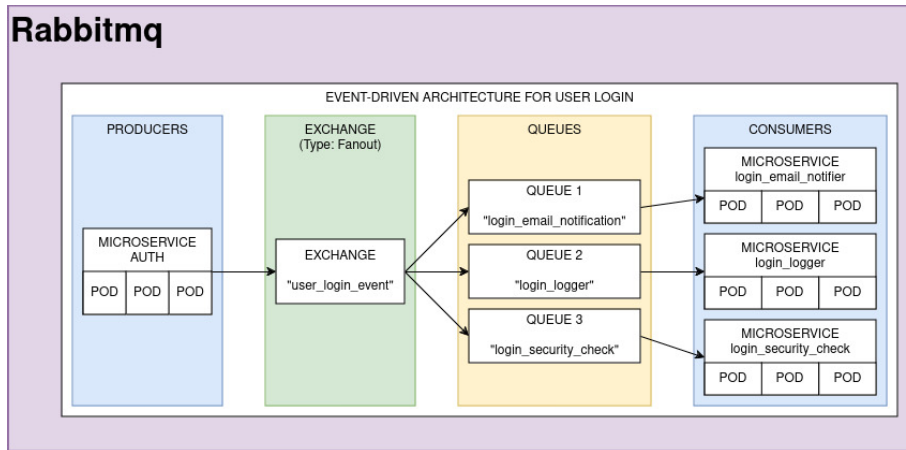 Rabbitmq
EVENT-DRIVEN ARCHITECTURE FOR USER LOGIN
PRODUCERS
MICROSERVICE
AUTH
POD POD POD
EXCHANGE
(Type: Fanout)
EXCHANGE
"user_login_event"
QUEUES
QUEUE 1
"login_email_notification"
QUEUE 2
"login_logger"
QUEUE 3
"login_security_check"
CONSUMERS
MICROSERVICE
login_email_notifier
POD POD POD
MICROSERVICE
login_logger
POD POD POD
MICROSERVICE
login_security_check
POD POD POD